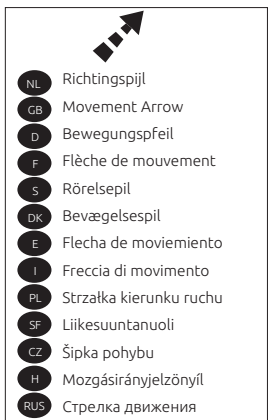 NL Richtingspijl
GB Movement Arrow
D Bewegungspfeil
F Flèche de mouvement
S Rörelsepil
DK Bevægelsespil
E Flecha de moviemiento
I Freccia di movimento
PL Strzałka kierunku ruchu
SF Liikesuuntanuoli
CZ Šipka pohybu
H Mozgásirányjelzönyíl
RUS Стрелка движения